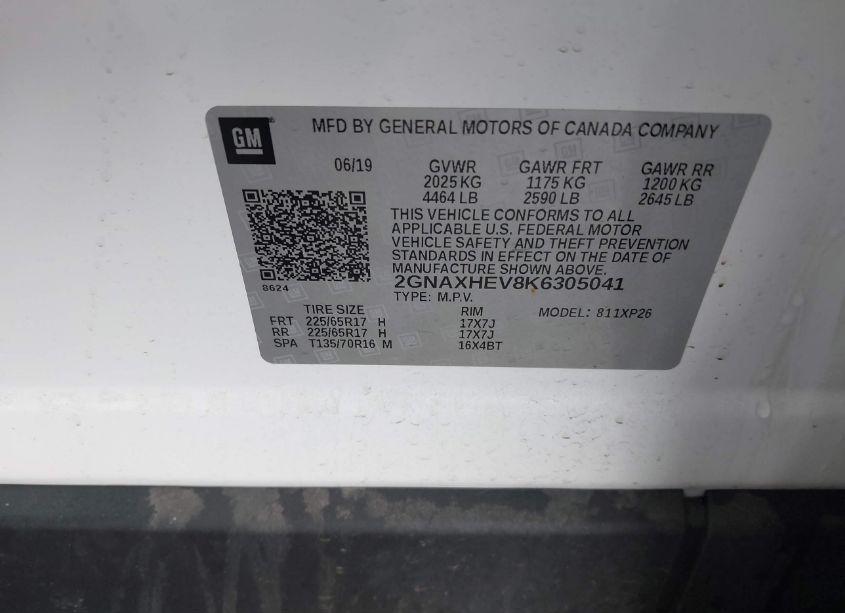 GM
MFD BY GENERAL MOTORS OF CANADA COMPANY
06/19 GVWR GAWR FRT GAWR RR
2025 KG 1175 KG 1200 KG
4464 LB 2590 LB 2645 LB
THIS VEHICLE CONFORMS TO ALL
APPLICABLE U.S. FEDERAL MOTOR
VEHICLE SAFETY AND THEFT PREVENTION
STANDARDS IN EFFECT ON THE DATE OF
MANUFACTURE SHOWN ABOVE.
8624 2GNAXHEV8K6305041
TYPE: M.P.V.
TIRE SIZE RIM MODEL: 811XP26
FRT 225/65R17 H 17X7J
RR 225/65R17 H 17X7J
SPA T135/70R16 M 16X4BT